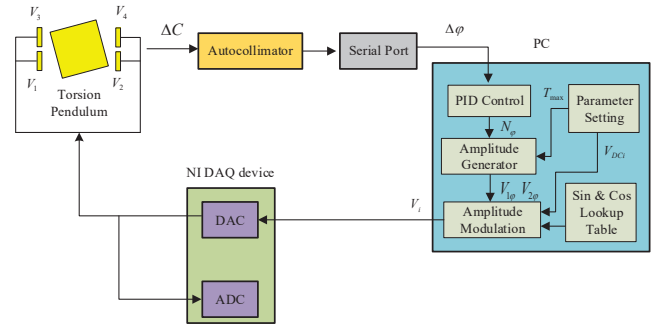 V₃
V₄
V₁
V₂
Torsion
Pendulum
ΔC
Autocollimator
Serial Port
Δφ
PC
PID Control
Tmax
Parameter
Setting
Nφ
Amplitude
Generator
VDCi
V1φ V2φ
Amplitude
Modulation
Sin & Cos
Lookup
Table
Vi
NI DAQ device
DAC
ADC